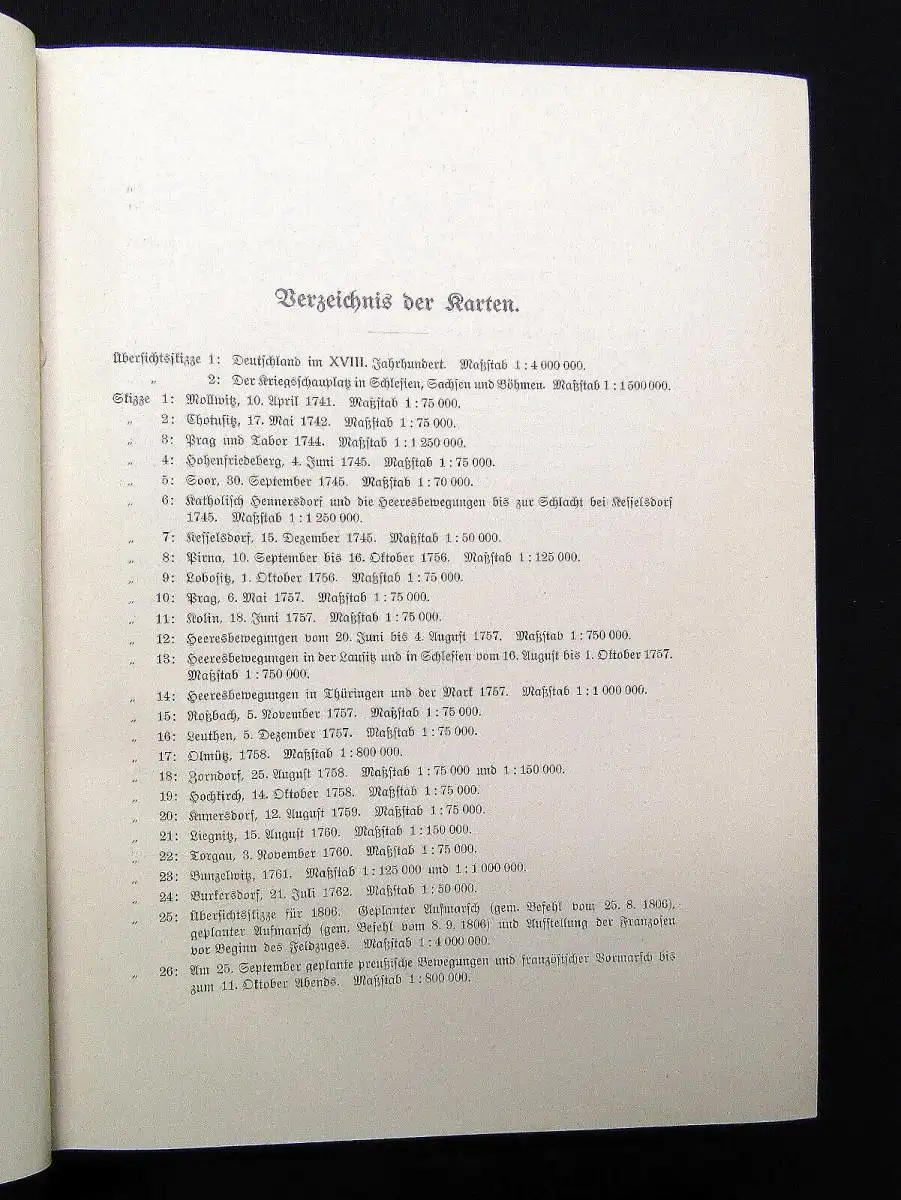 Verzeichnis der Karten.
Übersichtsskizze 1: Deutschland im XVIII. Jahrhundert. Maßstab 1 : 4 000 000.
„ 2: Der Kriegsschauplatz in Schlesien, Sachsen und Böhmen. Maßstab 1 : 1 500 000.
Skizze 1: Mollwitz, 10. April 1741. Maßstab 1 : 75 000.
„ 2: Chotusitz, 17. Mai 1742. Maßstab 1 : 75 000.
„ 3: Prag und Tabor 1744. Maßstab 1 : 1 250 000.
„ 4: Hohenfriedeberg, 4. Juni 1745. Maßstab 1 : 75 000.
„ 5: Soor, 30. September 1745. Maßstab 1 : 70 000.
„ 6: Katholisch Hennersdorf und die Heeresbewegungen bis zur Schlacht bei Kesselsdorf
1745. Maßstab 1 : 1 250 000.
„ 7: Kesselsdorf, 15. Dezember 1745. Maßstab 1 : 50 000.
„ 8: Pirna, 10. September bis 16. Oktober 1756. Maßstab 1 : 125 000.
„ 9: Lobositz, 1. Oktober 1756. Maßstab 1 : 75 000.
„ 10: Prag, 6. Mai 1757. Maßstab 1 : 75 000.
„ 11: Kolin, 18. Juni 1757. Maßstab 1 : 75 000.
„ 12: Heeresbewegungen vom 20. Juni bis 4. August 1757. Maßstab 1 : 750 000.
„ 13: Heeresbewegungen in der Lausitz und in Schlesien vom 16. August bis 1. Oktober 1757.
Maßstab 1 : 750 000.
„ 14: Heeresbewegungen in Thüringen und der Mark 1757. Maßstab 1 : 1 000 000.
„ 15: Roßbach, 5. November 1757. Maßstab 1 : 75 000.
„ 16: Leuthen, 5. Dezember 1757. Maßstab 1 : 75 000.
„ 17: Olmütz, 1758. Maßstab 1 : 800 000.
„ 18: Zorndorf, 25. August 1758. Maßstab 1 : 75 000 und 1 : 150 000.
„ 19: Hochkirch, 14. Oktober 1758. Maßstab 1 : 75 000.
„ 20: Kunersdorf, 12. August 1759. Maßstab 1 : 75 000.
„ 21: Liegnitz, 15. August 1760. Maßstab 1 : 150 000.
„ 22: Torgau, 3. November 1760. Maßstab 1 : 75 000.
„ 23: Bunzelwitz, 1761. Maßstab 1 : 125 000 und 1 : 1 000 000.
„ 24: Burkersdorf, 21. Juli 1762. Maßstab 1 : 50 000.
„ 25: Übersichtsskizze für 1806. Geplanter Aufmarsch (gem. Befehl vom 25. 8. 1806),
geplanter Aufmarsch (gem. Befehl vom 8. 9. 1806) und Aufstellung der Franzosen
vor Beginn des Feldzuges. Maßstab 1 : 4 000 000.
„ 26: Am 25. September geplante preußische Bewegungen und französischer Vormarsch bis
zum 11. Oktober Abends. Maßstab 1 : 800 000.